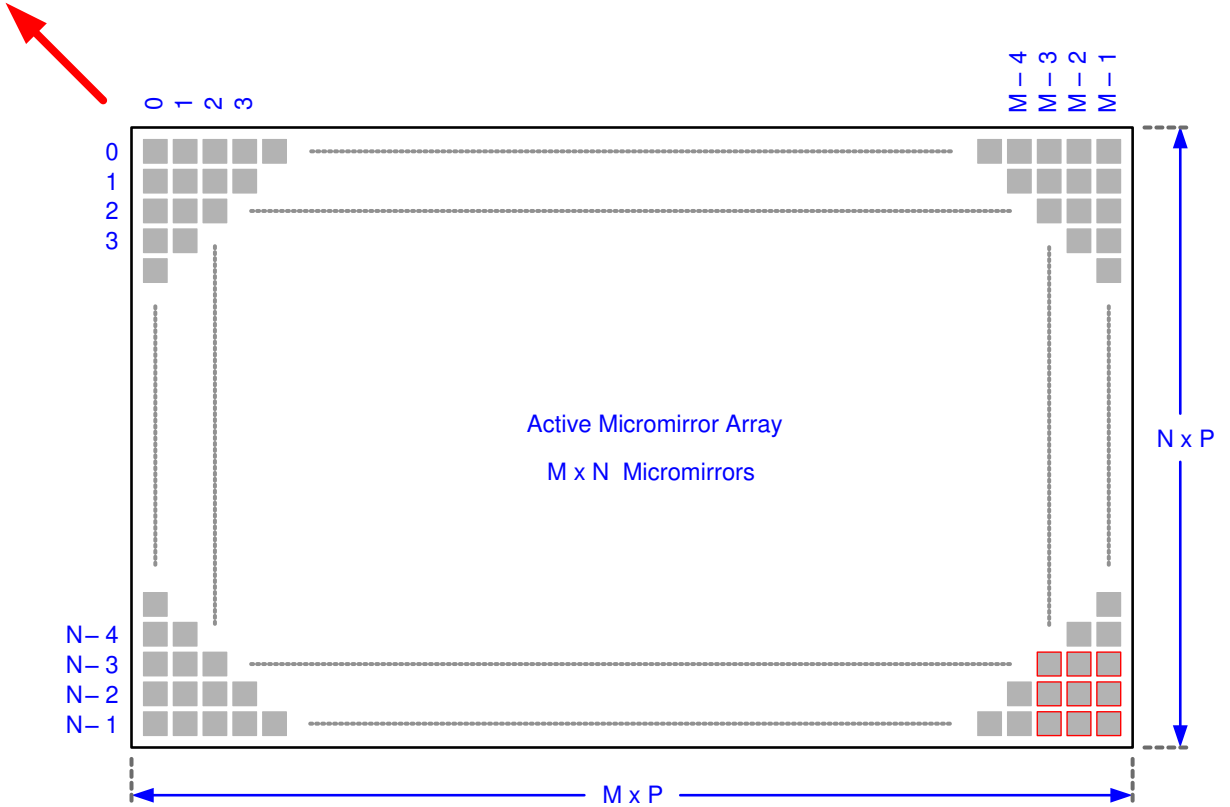 0 1 2 3
M – 4 M – 3 M – 2 M – 1
0
1
2
3
Active Micromirror Array
M x N Micromirrors
N x P
N – 4
N – 3
N – 2
N – 1
M x P